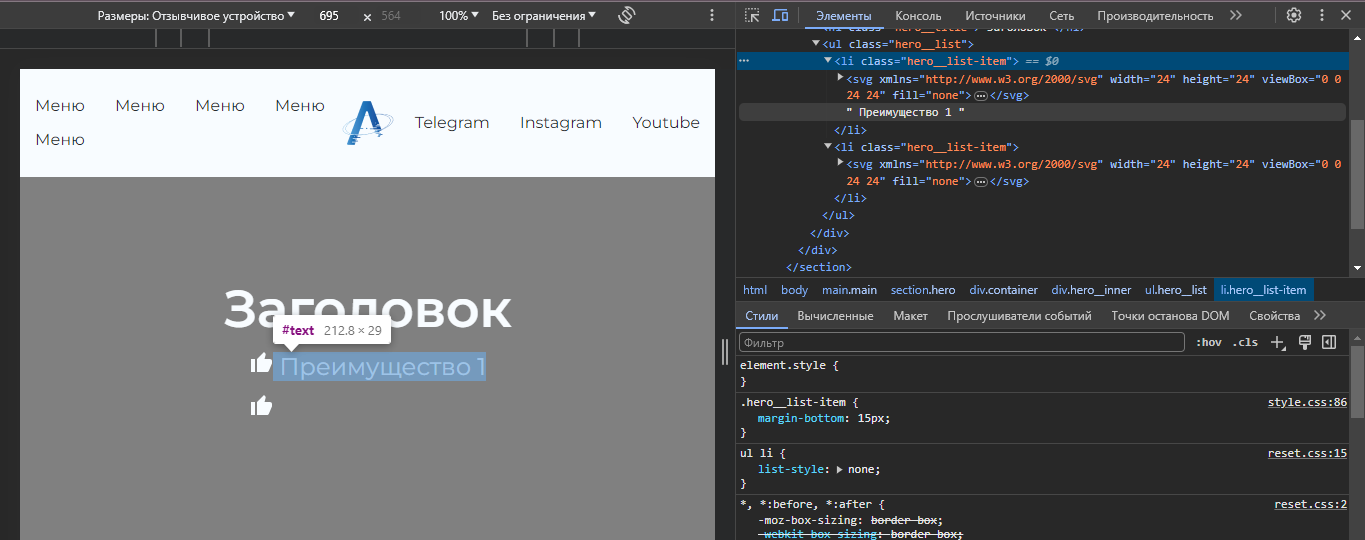 Размеры: Отзывчивое устройство 695 × 564 100% Без ограничения
Элементы Консоль Источники Сеть Производительность
Меню Меню Меню Меню
Меню
Telegram Instagram Youtube
Заголовок
#text 212.8 × 29
Преимущество 1
<ul class="hero__list">
<li class="hero__list-item> == $0
<svg xmlns="http://www.w3.org/2000/svg" width="24" height="24" viewBox="0 0
24 24" fill="none"> </svg>
" Преимущество 1 "
</li>
<li class="hero__list-item">
<svg xmlns="http://www.w3.org/2000/svg" width="24" height="24" viewBox="0 0
24 24" fill="none"> </svg>
</li>
</ul>
</div>
</div>
</section>
html body main.main section.hero div.container div.hero__inner ul.hero__list li.hero__list-item
Стили Вычисленные Макет Прослушиватели событий Точки останова DOM Свойства
Фильтр :hov .cls
element.style {
}
.hero__list-item { style.css:86
margin-bottom: 15px;
}
ul li { reset.css:15
list-style: none;
}
*, *:before, *:after { reset.css:2
-moz-box-sizing: border-box;
-webkit-box-sizing: border-box;